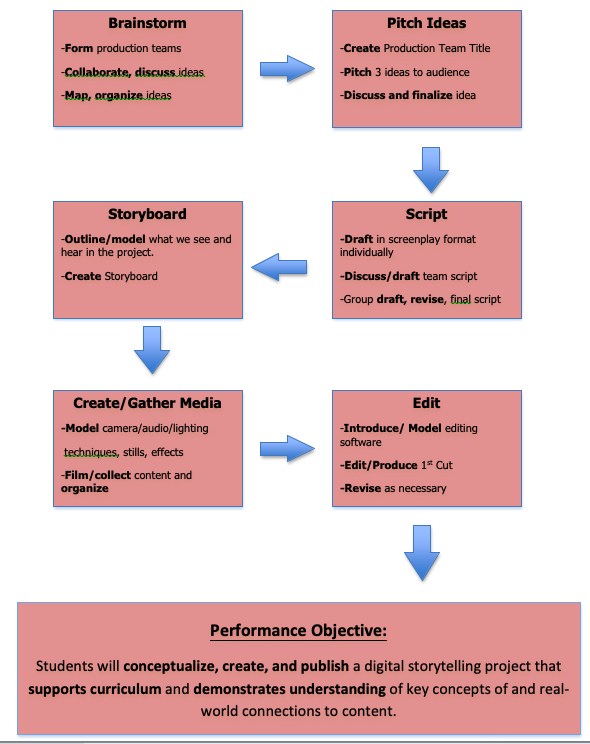 Brainstorm
-Form production teams
-Collaborate, discuss ideas
-Map, organize ideas
Pitch Ideas
-Create Production Team Title
-Pitch 3 ideas to audience
-Discuss and finalize idea
Script
-Draft in screenplay format
individually
-Discuss/draft team script
-Group draft, revise, final script
Storyboard
-Outline/model what we see and
hear in the project.
-Create Storyboard
Create/Gather Media
-Model camera/audio/lighting
techniques, stills, effects
-Film/collect content and
organize
Edit
-Introduce/ Model editing
software
-Edit/Produce 1st Cut
-Revise as necessary
Performance Objective:
Students will conceptualize, create, and publish a digital storytelling project that
supports curriculum and demonstrates understanding of key concepts of and real-
world connections to content.